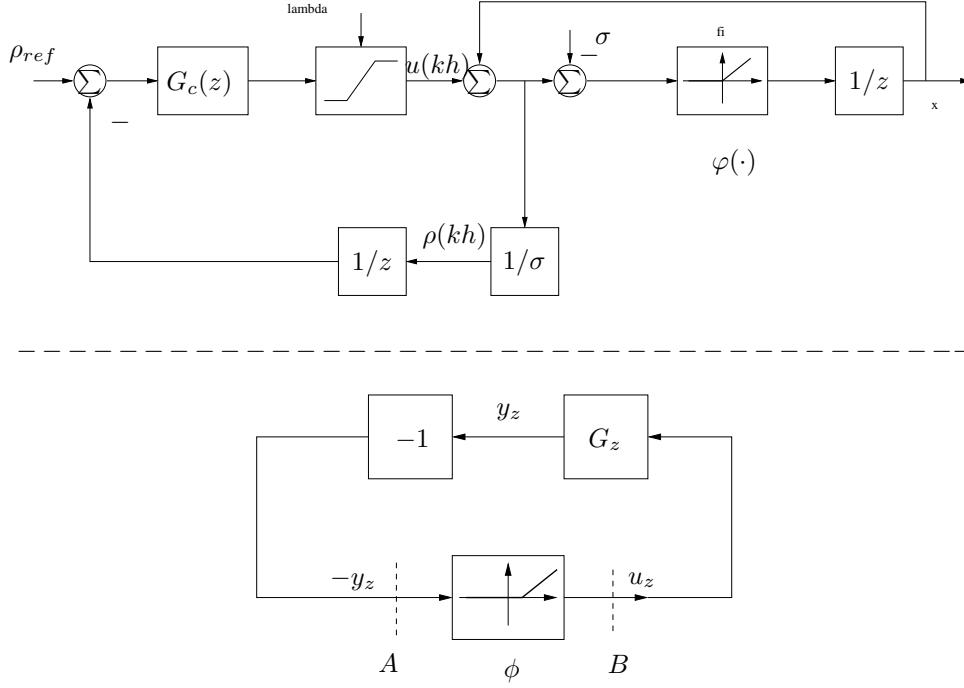 lambda
ρ_ref
Σ
−
G_c(z)
u(kh)
Σ
−
σ
Σ
fi
φ(·)
1/z
x
1/z
ρ(kh)
1/σ
−1
y_z
G_z
−y_z
u_z
A
ϕ
B